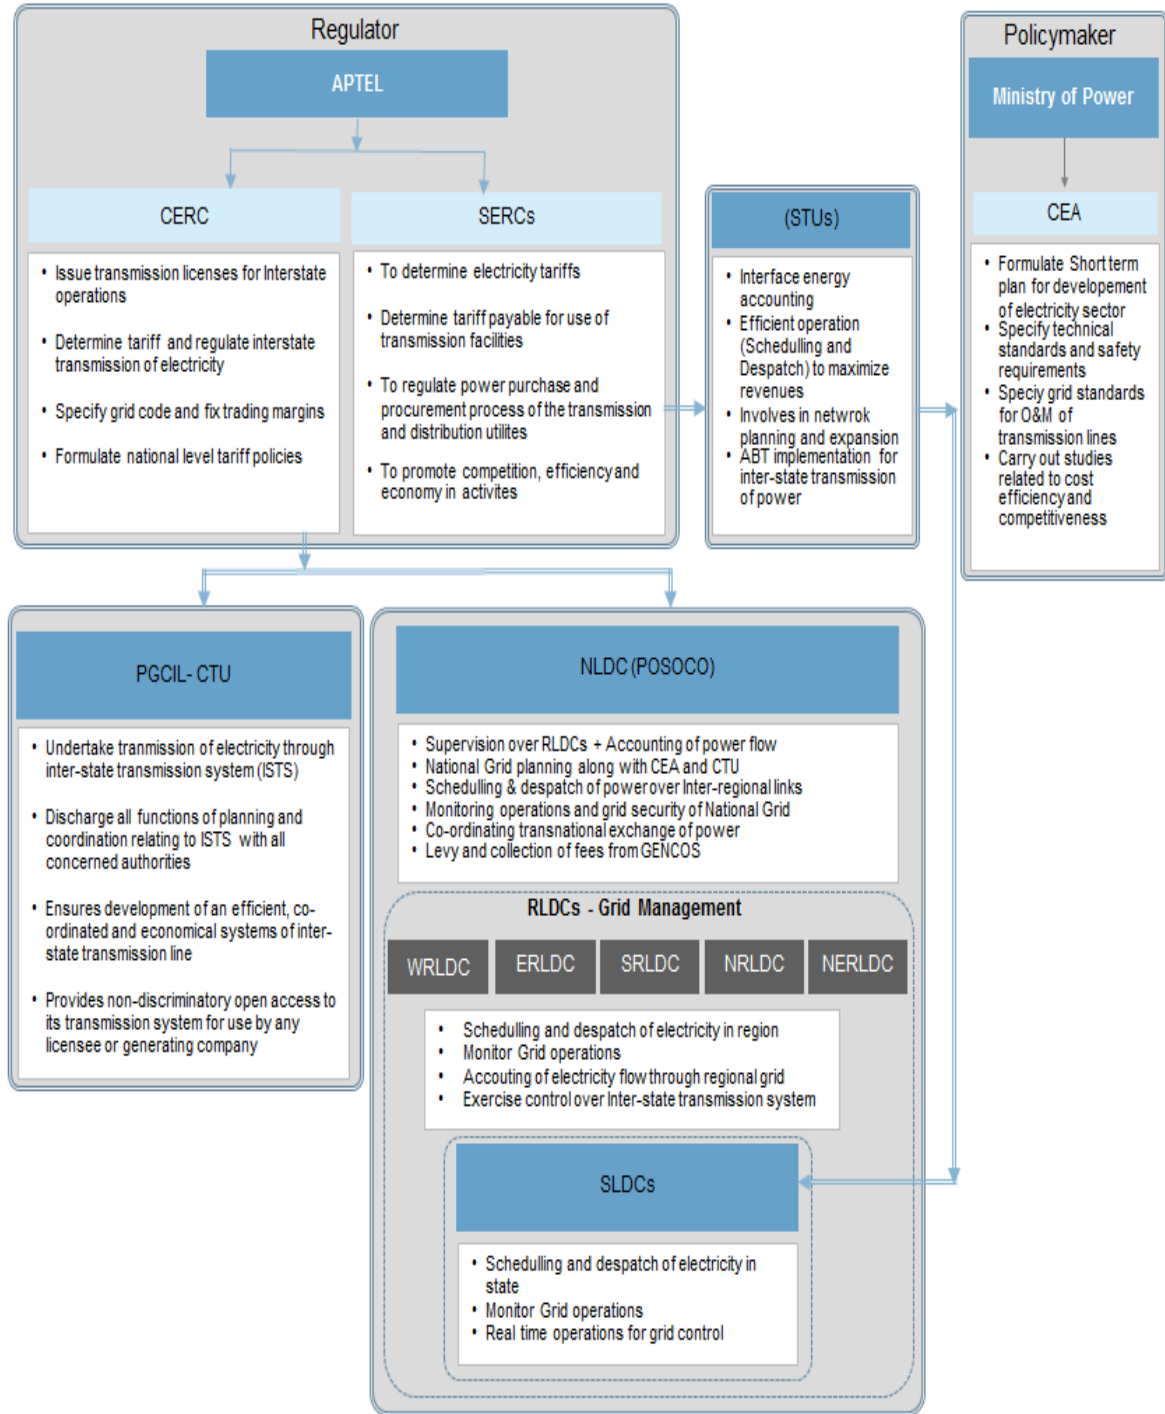 Regulator
APTEL
CERC
• Issue transmission licenses for Interstate
operations
• Determine tariff and regulate interstate
transmission of electricity
• Specify grid code and fix trading margins
• Formulate national level tariff policies
SERCs
• To determine electricity tariffs
• Determine tariff payable for use of
transmission facilities
• To regulate power purchase and
procurement process of the transmission
and distribution utilites
• To promote competition, efficiency and
economy in activites
(STUs)
• Interface energy
accounting
• Efficient operation
(Schedulling and
Despatch) to maximize
revenues
• Involves in netwrok
planning and expansion
• ABT implementation for
inter-state transmission
of power
Policymaker
Ministry of Power
CEA
• Formulate Short term
plan for developement
of electricity sector
• Specify technical
standards and safety
requirements
• Speciy grid standards
for O&M of
transmission lines
• Carry out studies
related to cost
efficiency and
competitiveness
PGCIL- CTU
• Undertake tranmission of electricity through
inter-state transmission system (ISTS)
• Discharge all functions of planning and
coordination relating to ISTS with all
concerned authorities
• Ensures development of an efficient, co-
ordinated and economical systems of inter-
state transmission line
• Provides non-discriminatory open access to
its transmission system for use by any
licensee or generating company
NLDC (POSOCO)
• Supervision over RLDCs + Accounting of power flow
• National Grid planning along with CEA and CTU
• Schedulling & despatch of power over Inter-regional links
• Monitoring operations and grid security of National Grid
• Co-ordinating transnational exchange of power
• Levy and collection of fees from GENCOS
RLDCs - Grid Management
WRLDC ERLDC SRLDC NRLDC NERLDC
• Schedulling and despatch of electricity in region
• Monitor Grid operations
• Accouting of electricity flow through regional grid
• Exercise control over Inter-state transmission system
SLDCs
• Schedulling and despatch of electricity in
state
• Monitor Grid operations
• Real time operations for grid control